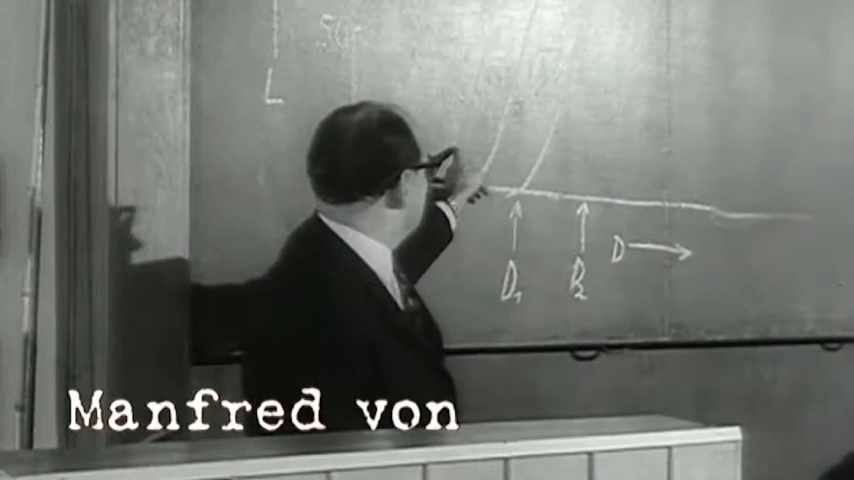 L
D →
D₁ D₂
Manfred von